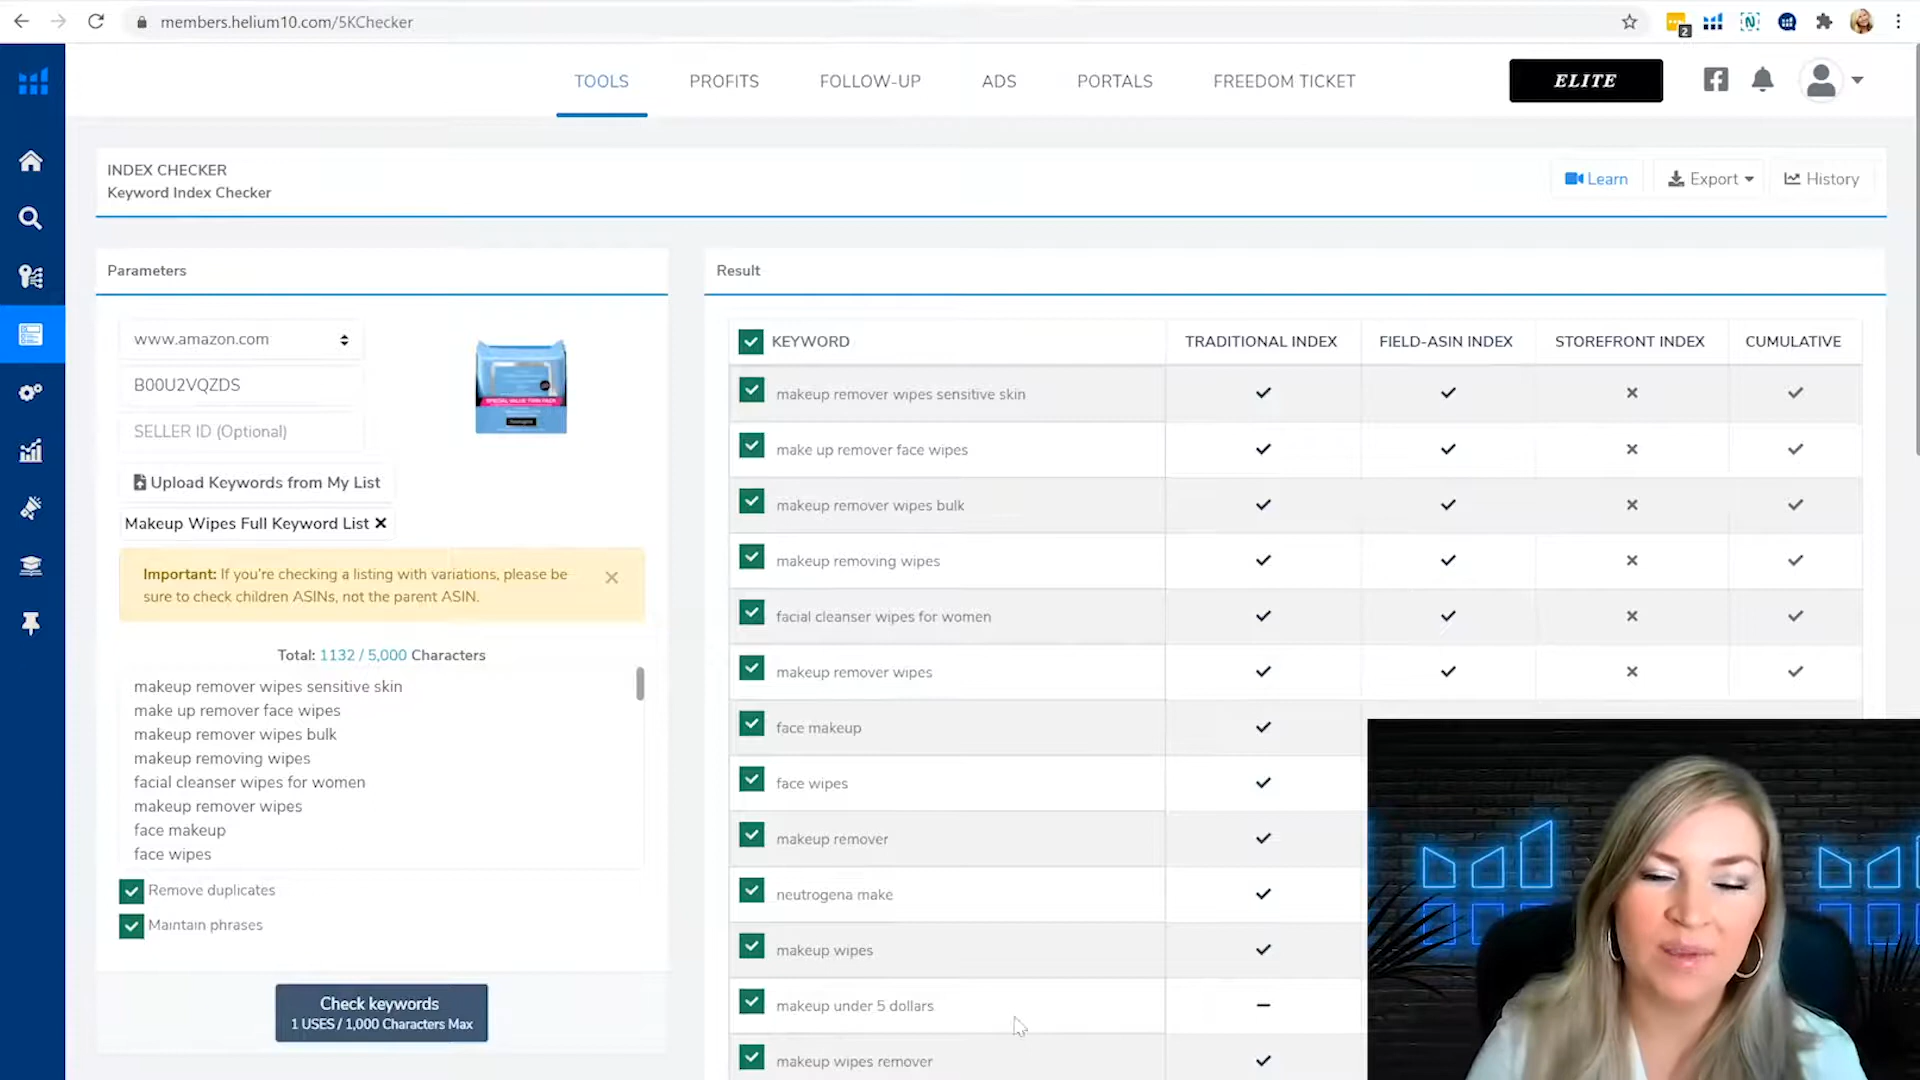 members.helium10.com/5KChecker
2
TOOLS
PROFITS
FOLLOW-UP
ADS
PORTALS
FREEDOM TICKET
ELITE
INDEX CHECKER
Keyword Index Checker
Learn
Export
History
Parameters
www.amazon.com
B00U2VQZDS
SELLER ID (Optional)
SPECIAL VALUE TWIN PACK
Upload Keywords from My List
Makeup Wipes Full Keyword List
Important: If you're checking a listing with variations, please be
sure to check children ASINs, not the parent ASIN.
Total: 1132 / 5,000 Characters
makeup remover wipes sensitive skin
make up remover face wipes
makeup remover wipes bulk
makeup removing wipes
facial cleanser wipes for women
makeup remover wipes
face makeup
face wipes
Remove duplicates
Maintain phrases
Check keywords
1 USES / 1,000 Characters Max
Result
KEYWORD
TRADITIONAL INDEX
FIELD-ASIN INDEX
STOREFRONT INDEX
CUMULATIVE
makeup remover wipes sensitive skin
make up remover face wipes
makeup remover wipes bulk
makeup removing wipes
facial cleanser wipes for women
makeup remover wipes
face makeup
face wipes
makeup remover
neutrogena make
makeup wipes
makeup under 5 dollars
makeup wipes remover